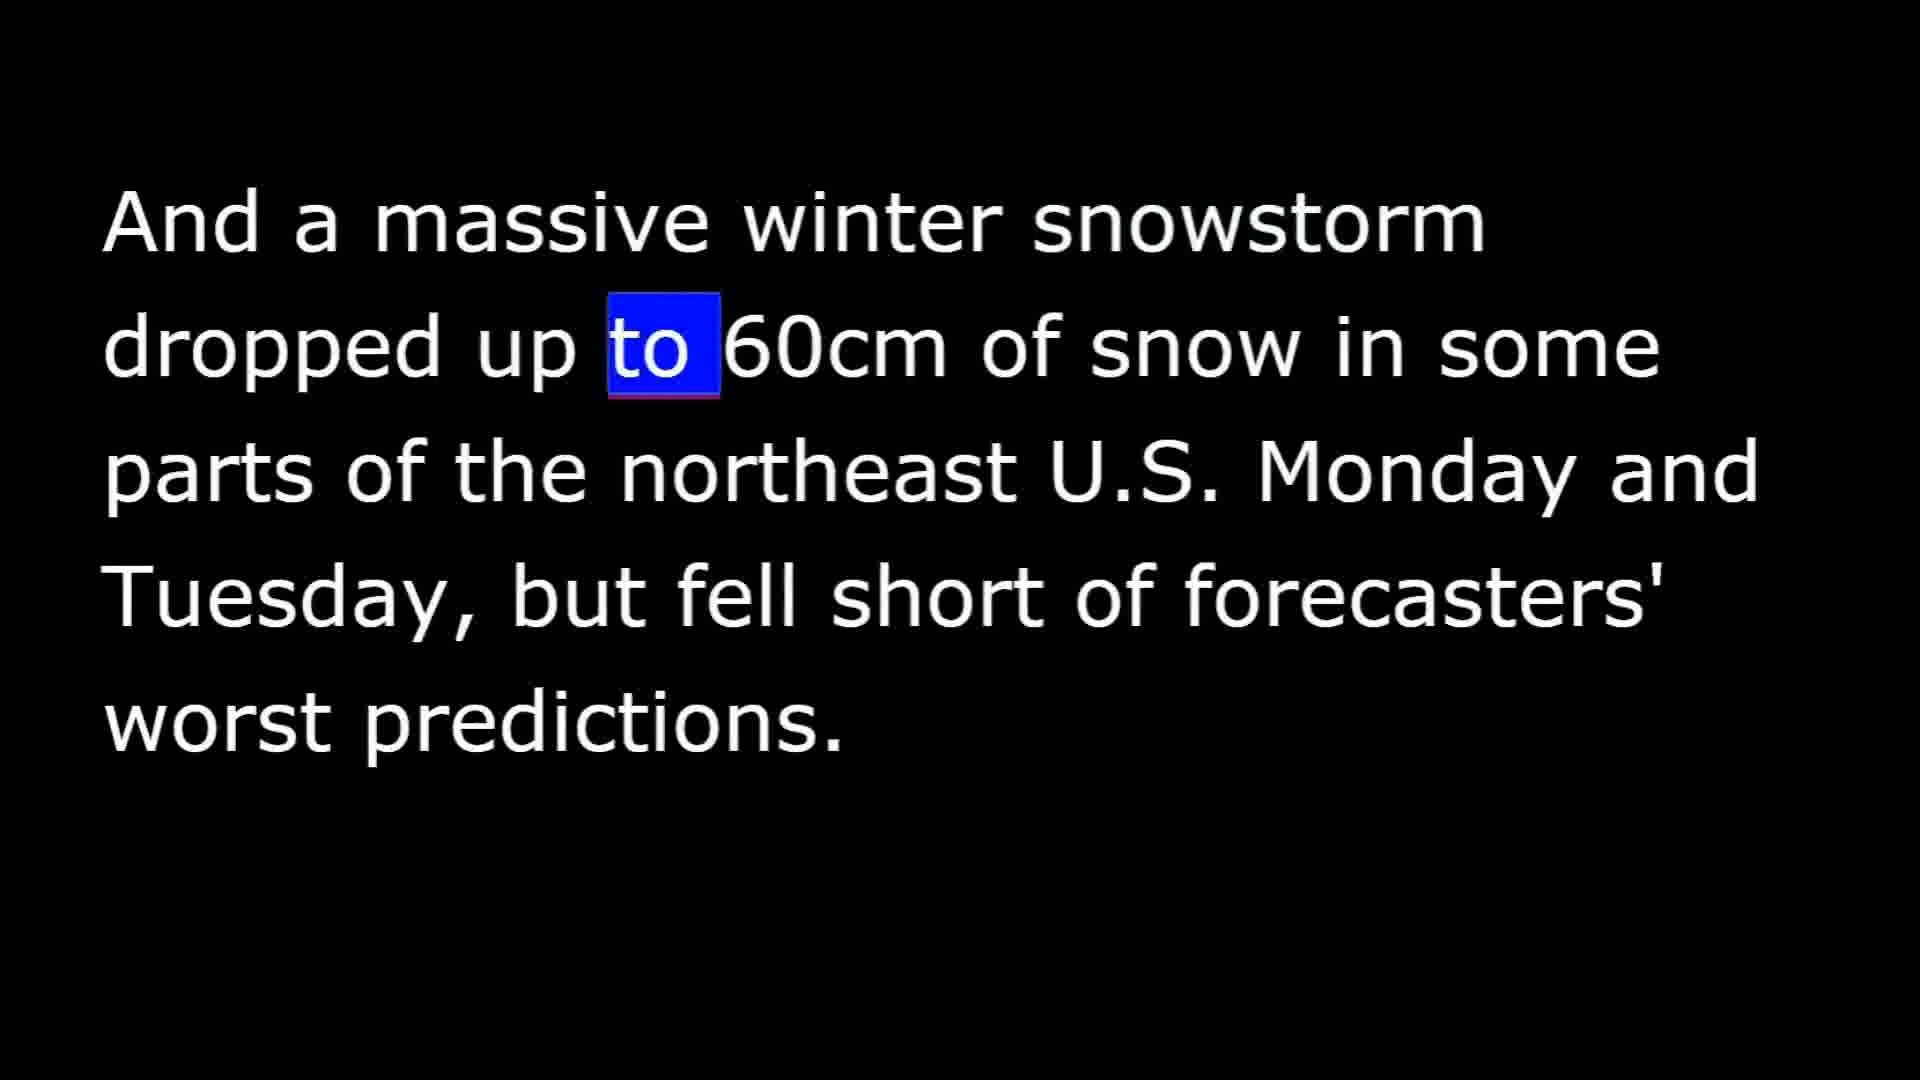 And a massive winter snowstorm
dropped up to 60cm of snow in some
parts of the northeast U.S. Monday and
Tuesday, but fell short of forecasters'
worst predictions.